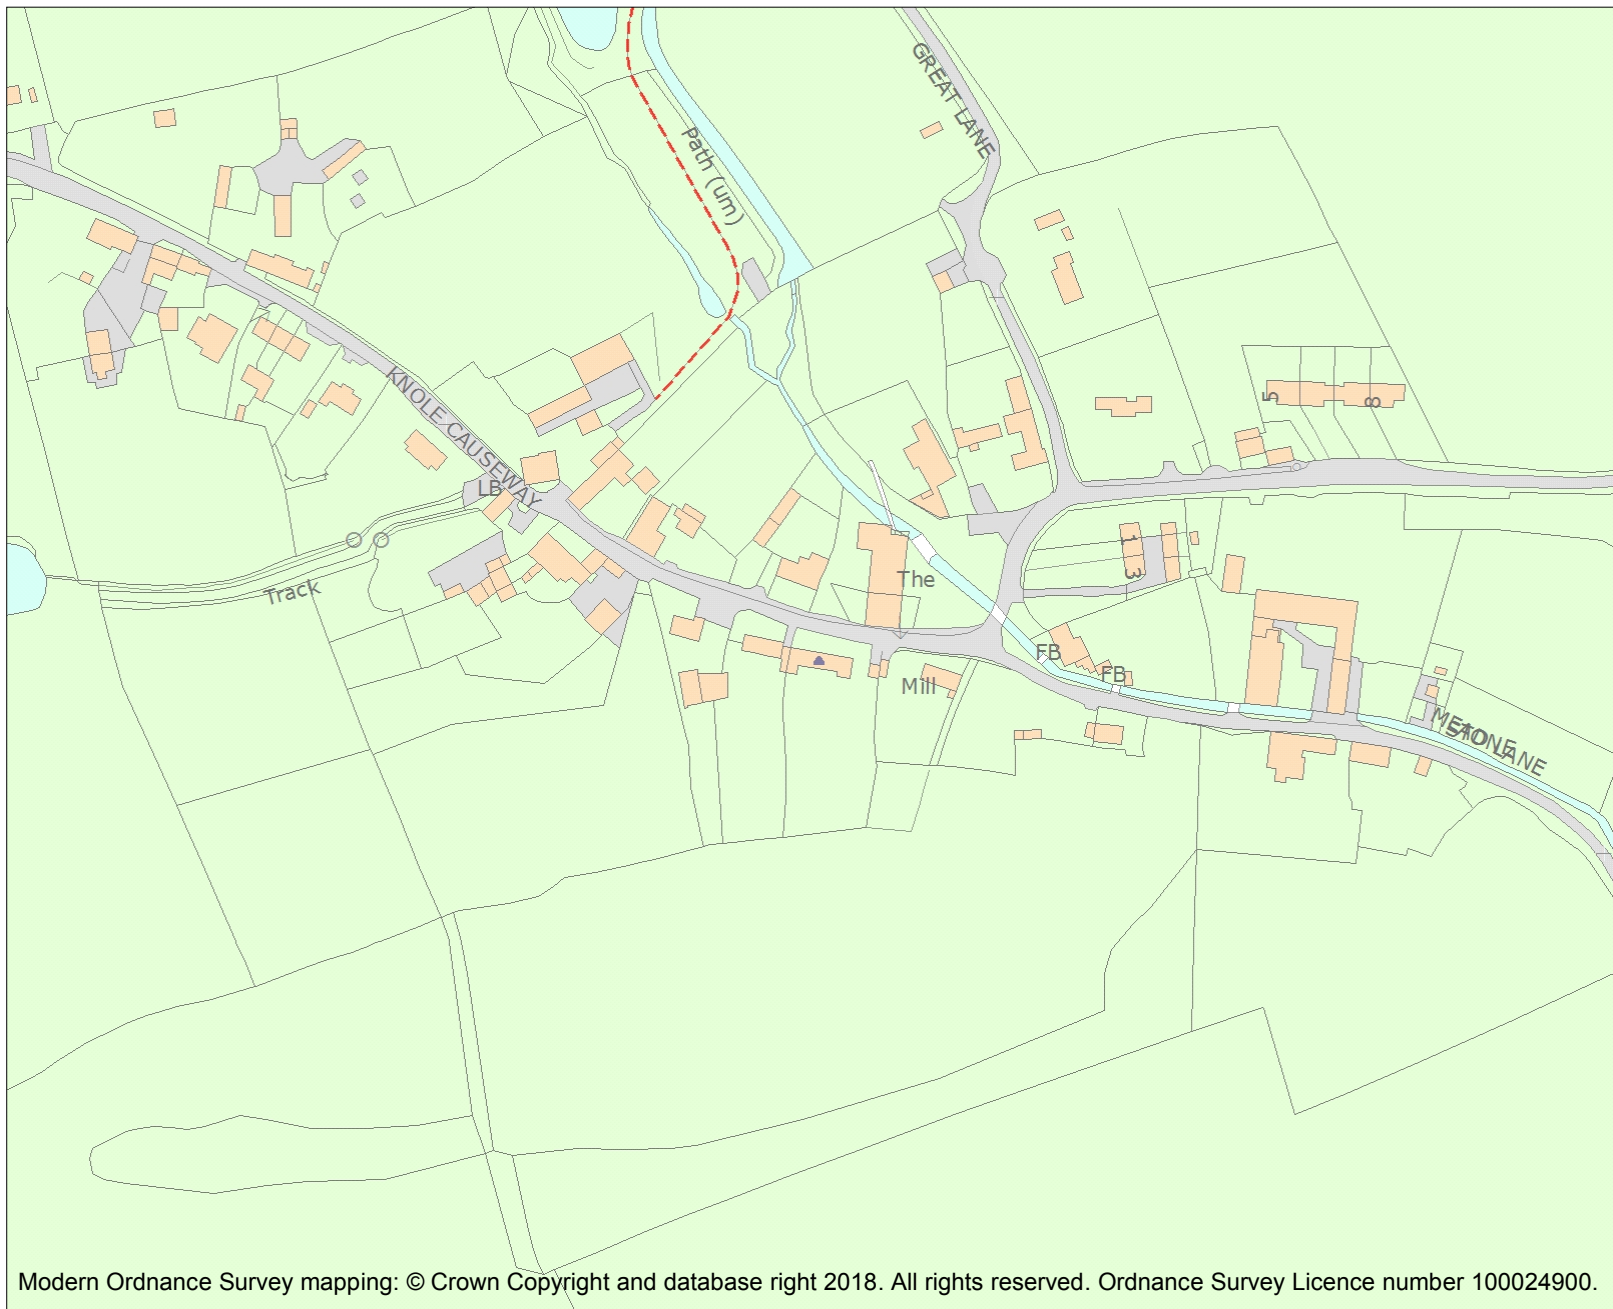 GREAT LANE
Path (um)
KNOLE CAUSEWAY
5
8
LB
Track
The
1
3
FB
FB
Mill
LANE
Modern Ordnance Survey mapping: © Crown Copyright and database right 2018. All rights reserved. Ordnance Survey Licence number 100024900.